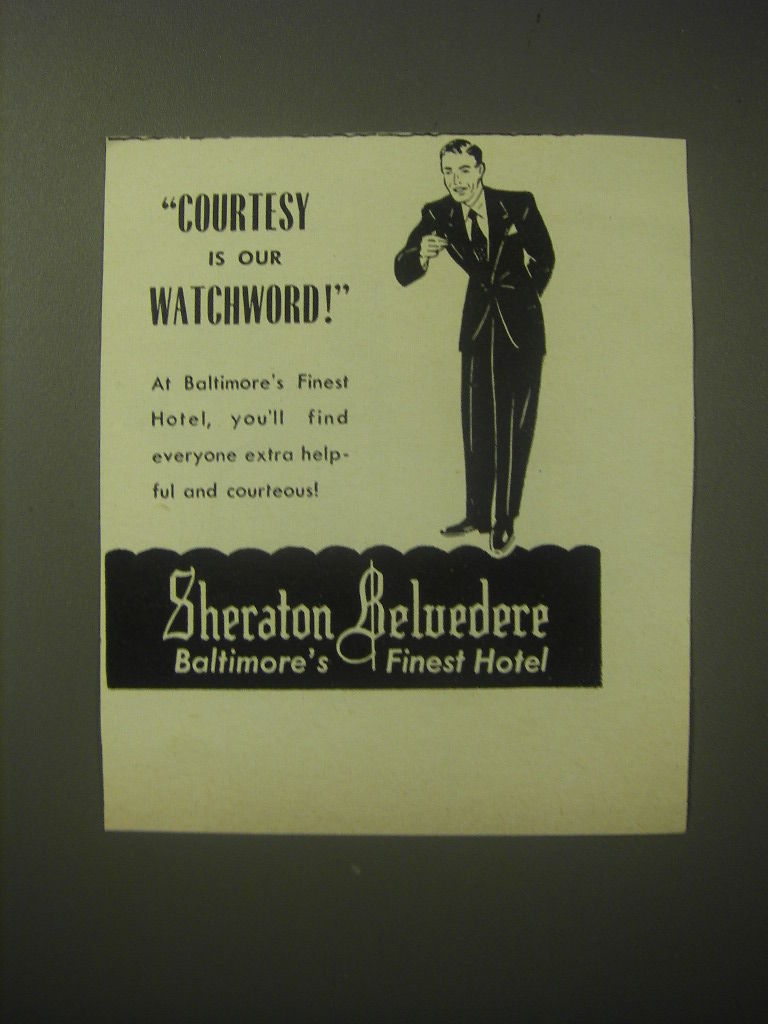 "COURTESY
IS OUR
WATCHWORD!"
At Baltimore's Finest
Hotel, you'll find
everyone extra help-
ful and courteous!
Sheraton Belvedere
Baltimore's Finest Hotel